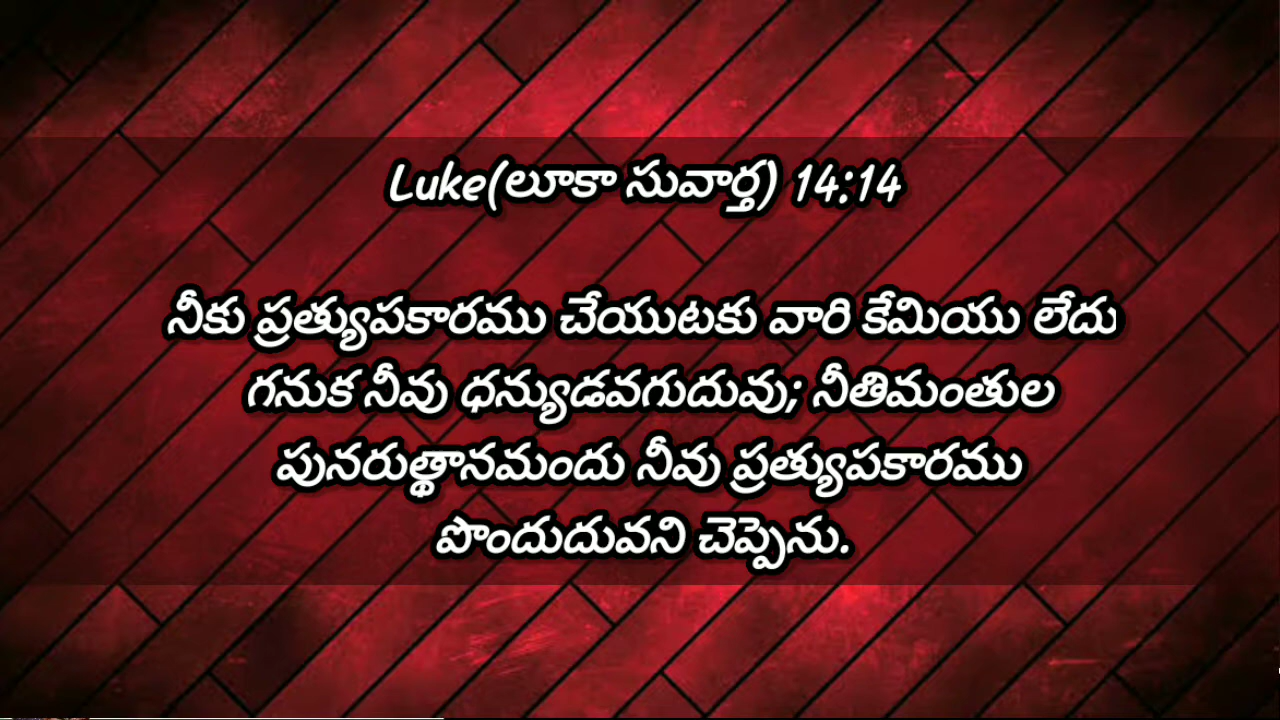 Luke(లూకా సువార్త) 14:14
నీకు ప్రత్యుపకారము చేయుటకు వారి కేమియు లేదు
గనుక నీవు ధన్యుడవగుదువు; నీతిమంతుల
పునరుత్థానమందు నీవు ప్రత్యుపకారము
పొందుదువని చెప్పెను.